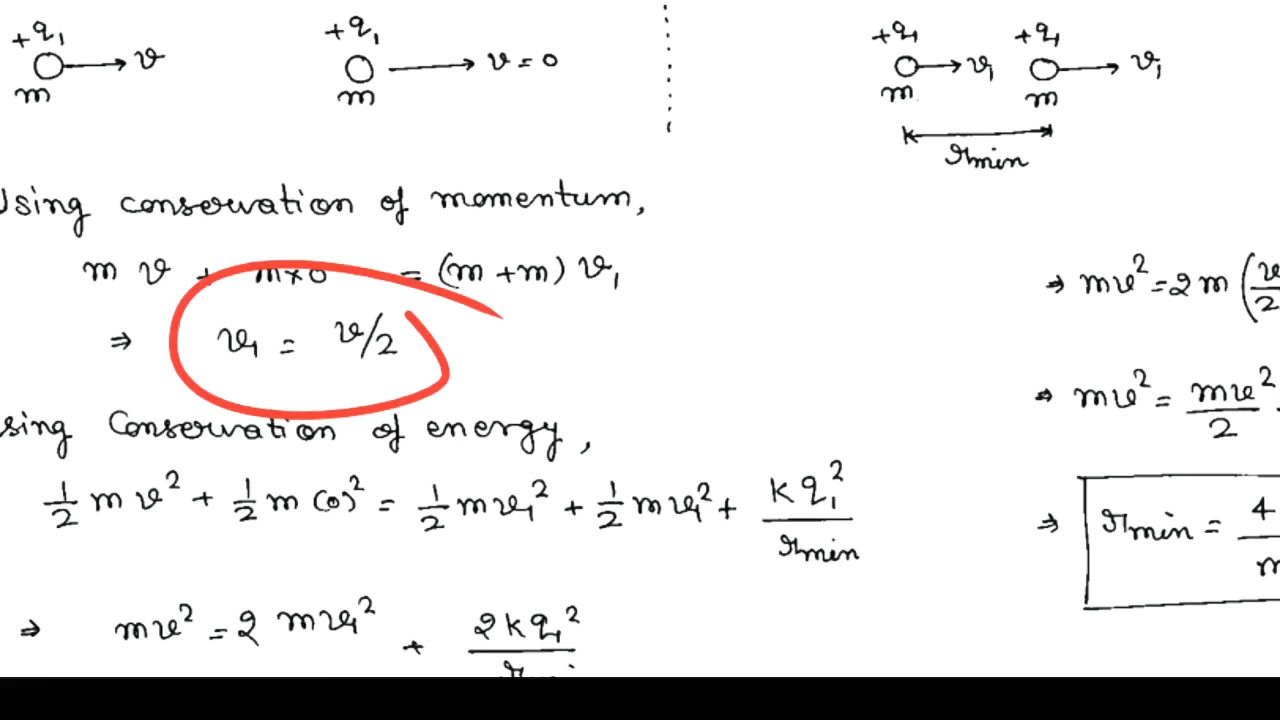 +q₁ +q₁ +q₁ +q₁
→ v → v = 0 → v₁ → v₁
m m m m
rmin
Using conservation of momentum,
m v + m×0 = (m+m) v₁
⇒ v₁ = v/2
⇒ mv² = 2m (v/2
⇒ mv² = mv²/2
using Conservation of energy,
1/2 m v² + 1/2 m (0)² = 1/2 mv₁² + 1/2 mv₁² + kq₁²/rmin
⇒ rmin = 4/m
⇒ mv² = 2 mv₁² + 2kq₁²/